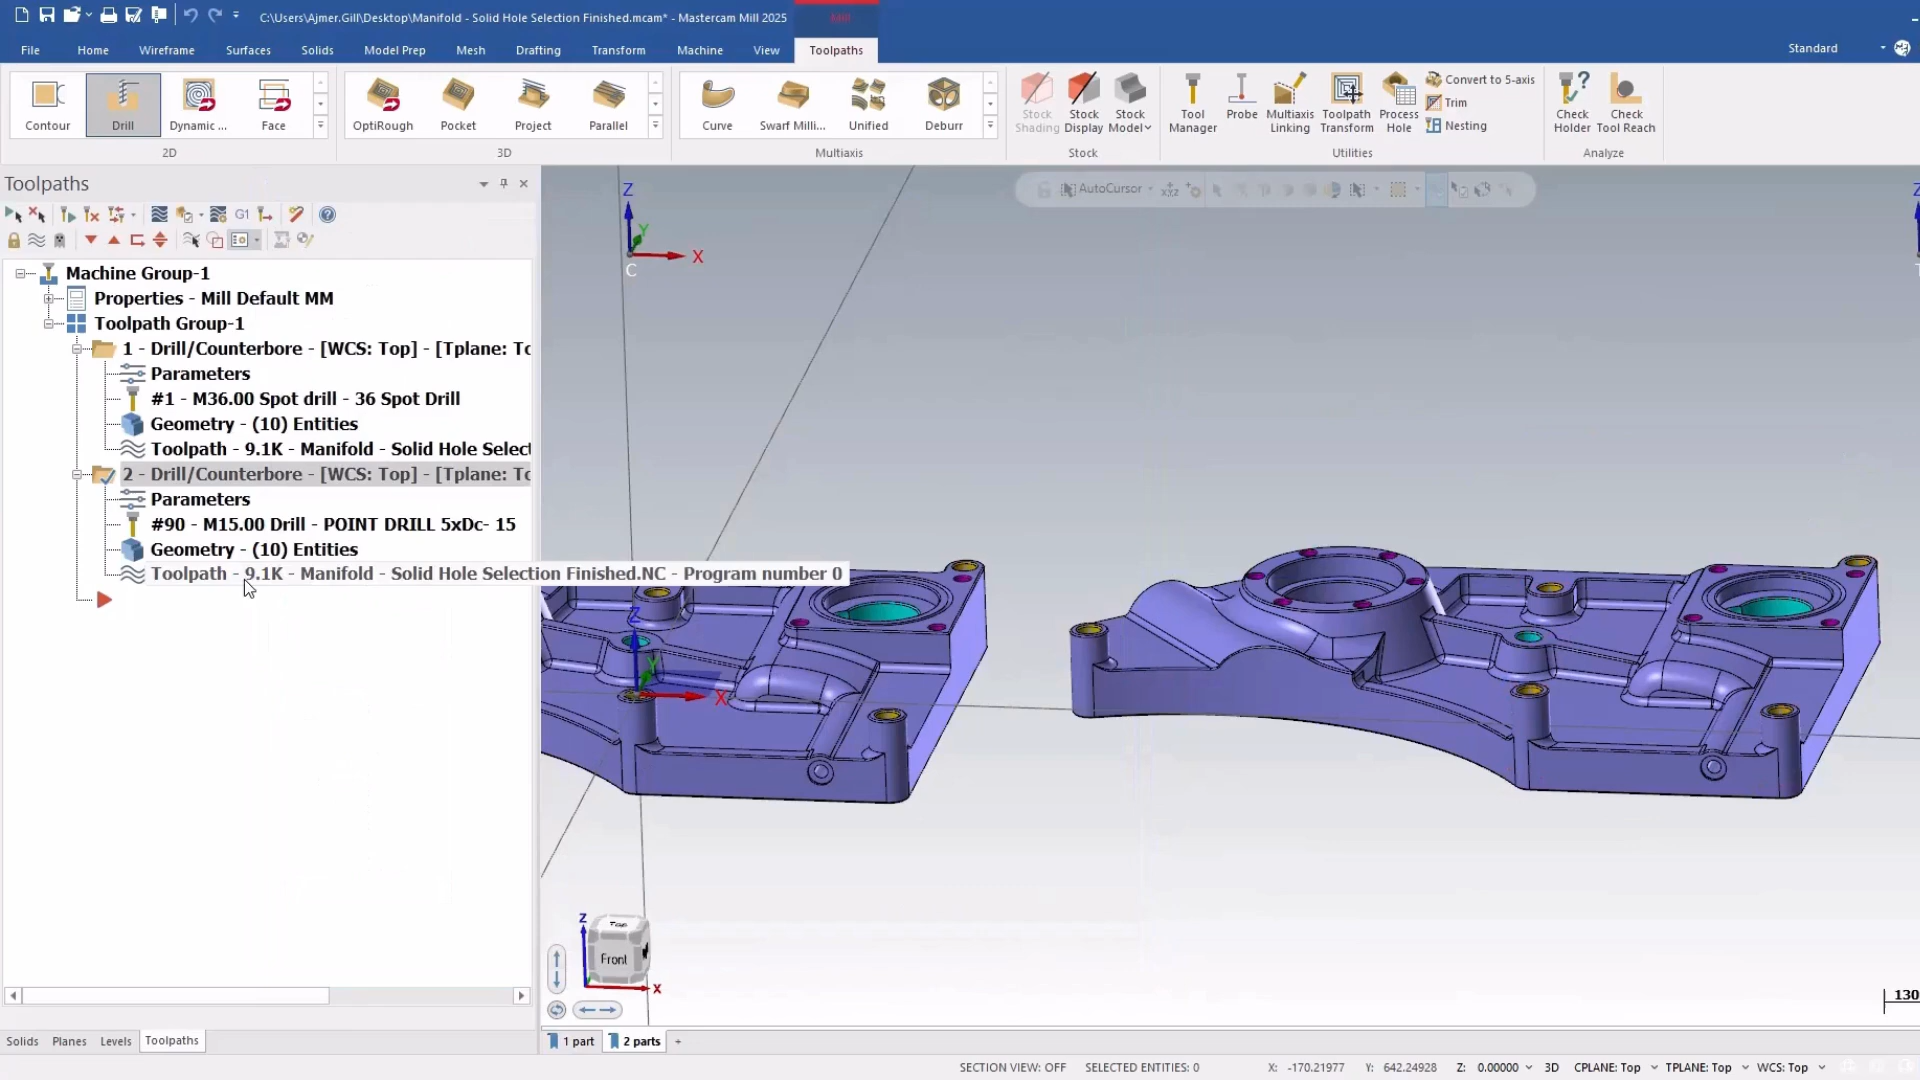 C:\Users\Ajmer.Gill\Desktop\Manifold - Solid Hole Selection Finished.mcam* - Mastercam Mill 2025
Mill
File Home Wireframe Surfaces Solids Model Prep Mesh Drafting Transform Machine View Toolpaths
Standard
Contour Drill Dynamic ... Face
2D
OptiRough Pocket Project Parallel
3D
Curve Swarf Milli... Unified Deburr
Multiaxis
Stock Shading
Stock Display
Stock Model
Stock
Tool Manager
Probe
Multiaxis Linking
Toolpath Transform
Process Hole
Convert to 5-axis
Trim
Nesting
Utilities
Check Holder
Check Tool Reach
Analyze
Toolpaths
G1
AutoCursor
Machine Group-1
Properties - Mill Default MM
Toolpath Group-1
1 - Drill/Counterbore - [WCS: Top] - [Tplane: To
Parameters
#1 - M36.00 Spot drill - 36 Spot Drill
Geometry - (10) Entities
Toolpath - 9.1K - Manifold - Solid Hole Select
2 - Drill/Counterbore - [WCS: Top] - [Tplane: To
Parameters
#90 - M15.00 Drill - POINT DRILL 5xDc- 15
Geometry - (10) Entities
Toolpath - 9.1K - Manifold - Solid Hole Selection Finished.NC - Program number 0
Z
Y
X
C
Z
Z
Y
X
Z
Top
Front
X
130
Solids Planes Levels Toolpaths
1 part 2 parts +
SECTION VIEW: OFF SELECTED ENTITIES: 0 X: -170.21977 Y: 642.24928 Z: 0.00000 3D CPLANE: Top TPLANE: Top WCS: Top